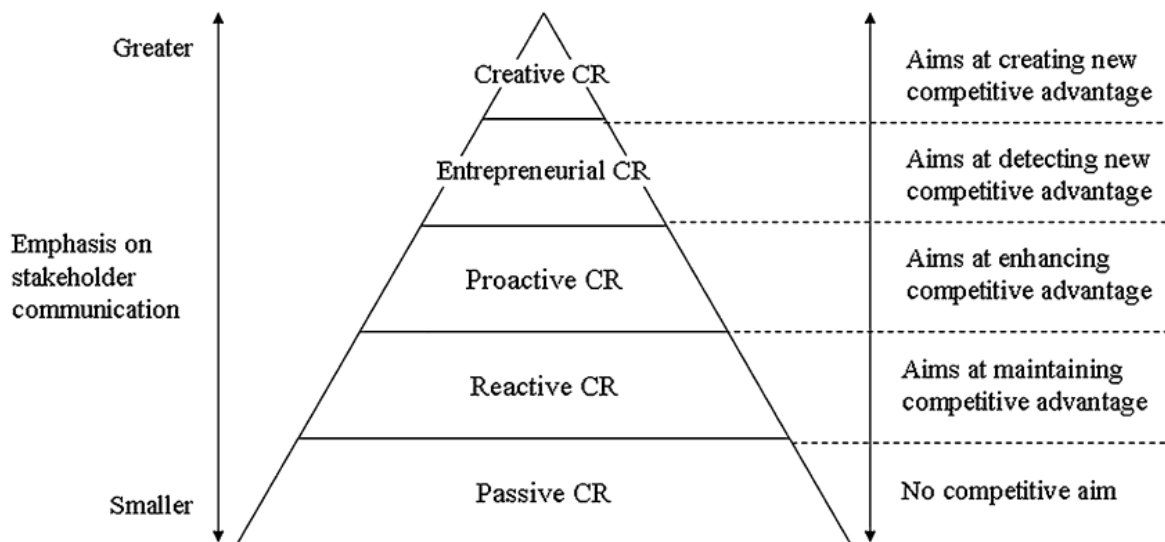 Greater
Creative CR
Aims at creating new
competitive advantage
Entrepreneurial CR
Aims at detecting new
competitive advantage
Emphasis on
stakeholder
communication
Proactive CR
Aims at enhancing
competitive advantage
Reactive CR
Aims at maintaining
competitive advantage
Smaller
Passive CR
No competitive aim